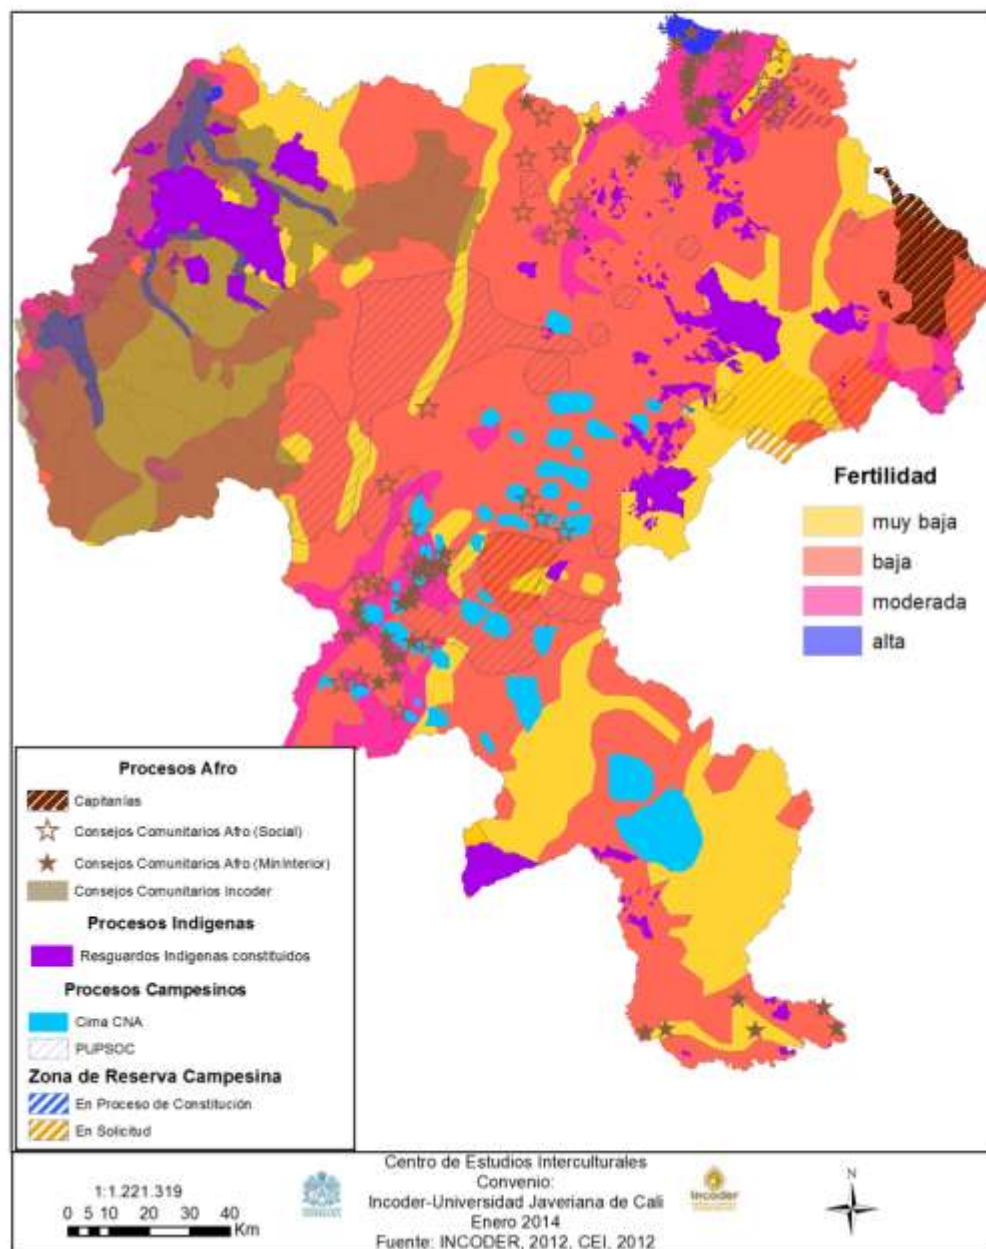 Fertilidad
muy baja
baja
moderada
alta
Procesos Afro
Capitanías
Consejos Comunitarios Afro (Social)
Consejos Comunitarios Afro (MinInterior)
Consejos Comunitarios Incoder
Procesos Indigenas
Resguardos Indigenas constituidos
Procesos Campesinos
Cima CNA
PUPSOC
Zona de Reserva Campesina
En Proceso de Constitución
En Solicitud
1:1.221.319
0 5 10 20 30 40
Km
Centro de Estudios Interculturales
Convenio:
Incoder-Universidad Javeriana de Cali
Enero 2014
Fuente: INCODER, 2012, CEI, 2012
Incoder
N